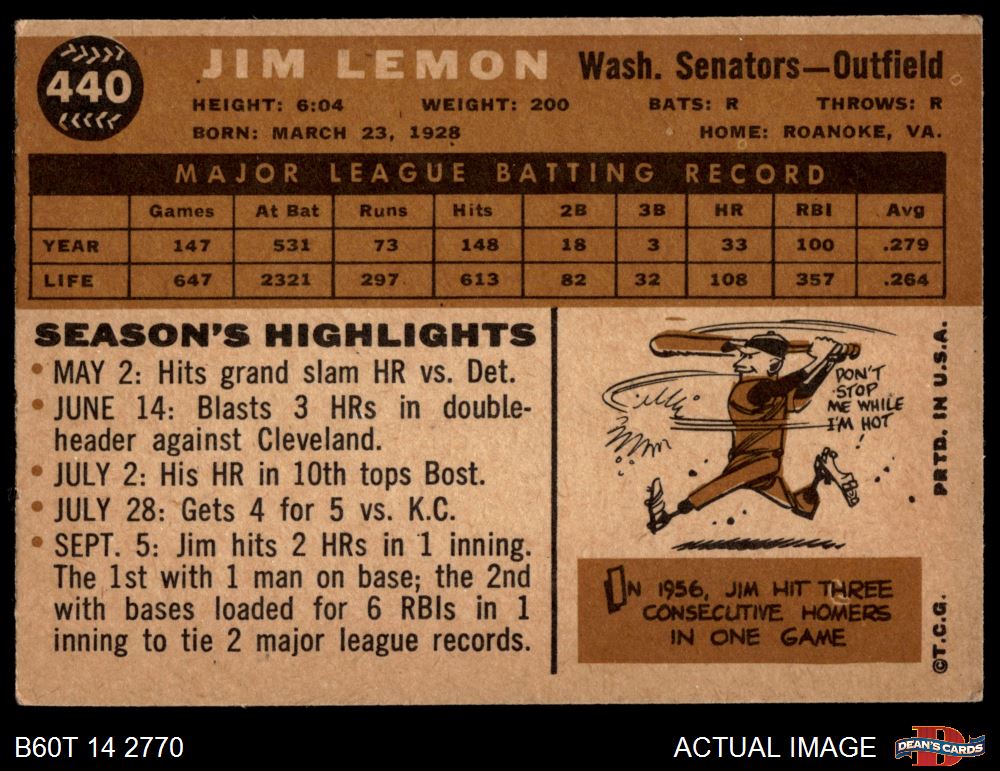 440
JIM LEMON Wash. Senators—Outfield
HEIGHT: 6:04 WEIGHT: 200 BATS: R THROWS: R
BORN: MARCH 23, 1928 HOME: ROANOKE, VA.
MAJOR LEAGUE BATTING RECORD
Games At Bat Runs Hits 2B 3B HR RBI Avg
YEAR 147 531 73 148 18 3 33 100 .279
LIFE 647 2321 297 613 82 32 108 357 .264
SEASON'S HIGHLIGHTS
• MAY 2: Hits grand slam HR vs. Det.
• JUNE 14: Blasts 3 HRs in double-
header against Cleveland.
• JULY 2: His HR in 10th tops Bost.
• JULY 28: Gets 4 for 5 vs. K.C.
• SEPT. 5: Jim hits 2 HRs in 1 inning.
The 1st with 1 man on base; the 2nd
with bases loaded for 6 RBIs in 1
inning to tie 2 major league records.
DON'T
STOP
ME WHILE
I'M HOT
!
IN 1956, JIM HIT THREE
CONSECUTIVE HOMERS
IN ONE GAME
©T.C.G. PRTD. IN U.S.A.
B60T 14 2770
ACTUAL IMAGE
D
DEAN'S CARDS